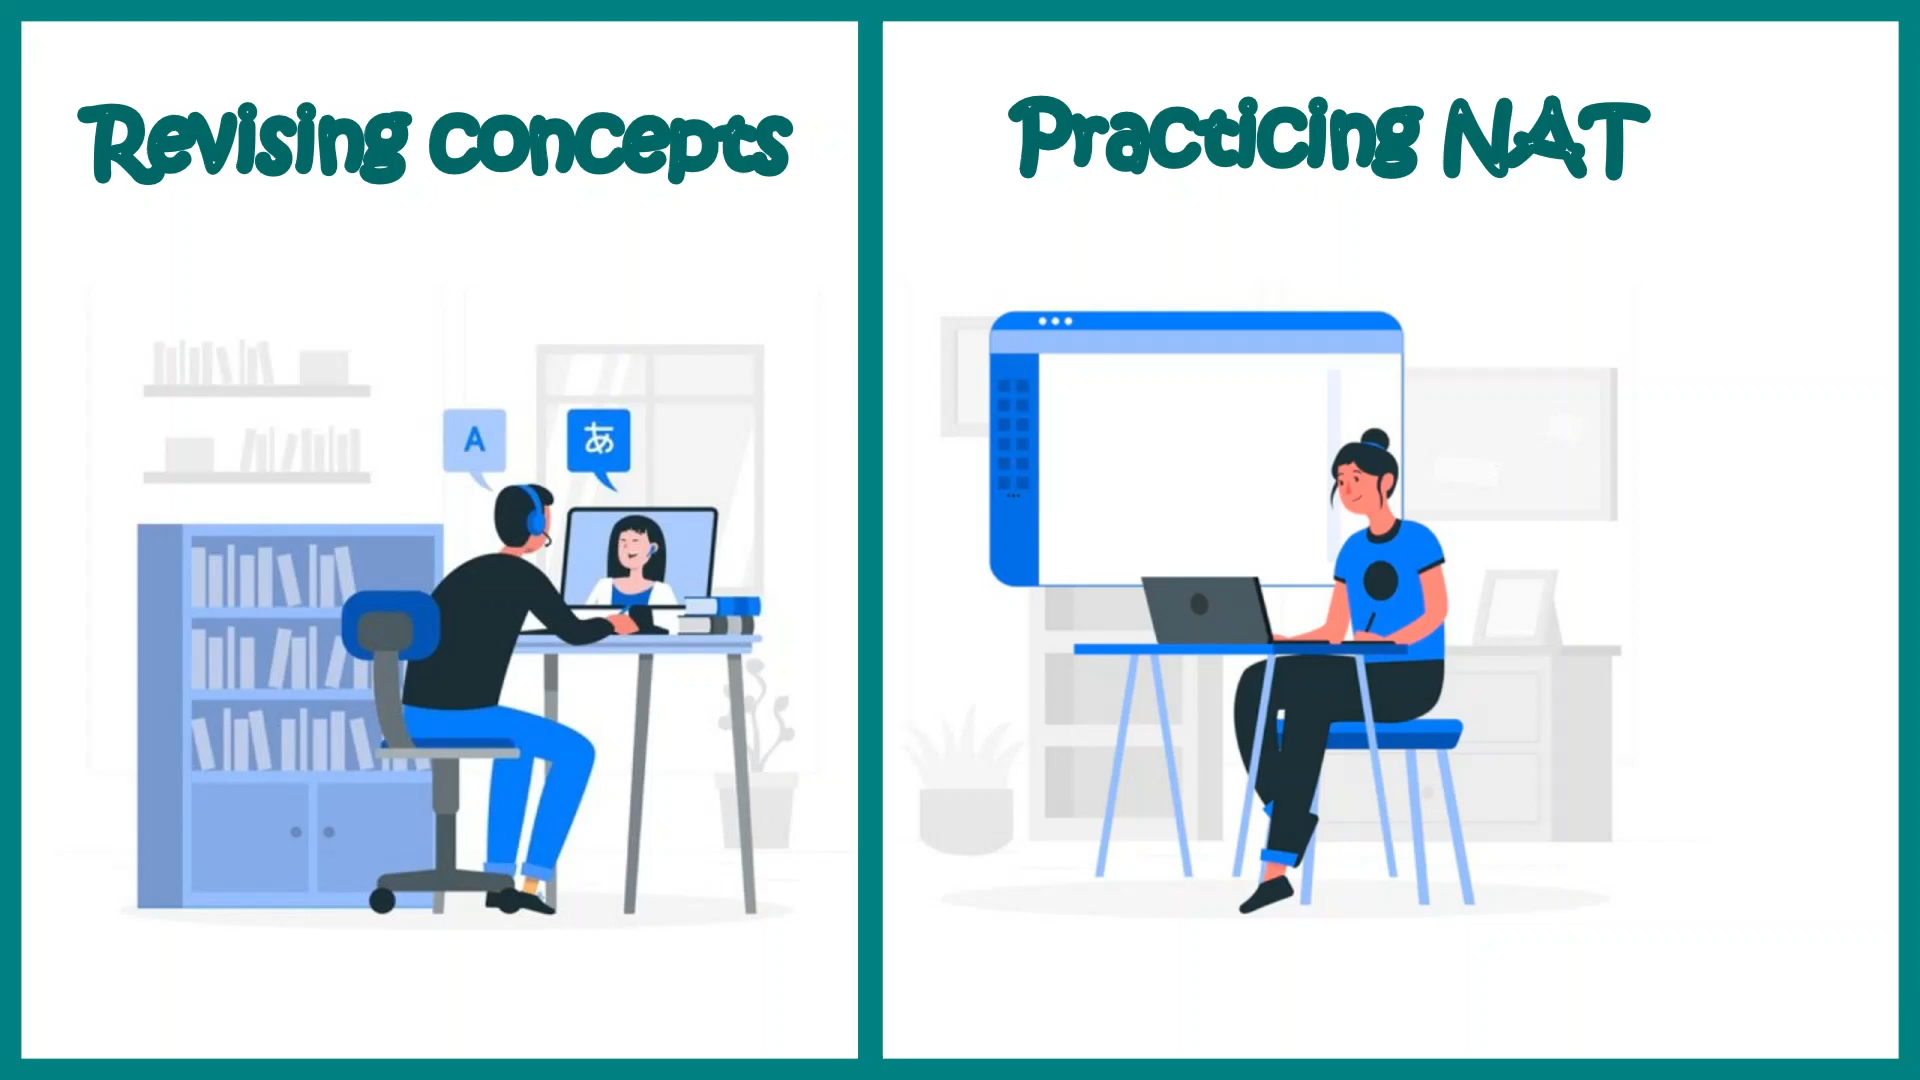 Revising concepts
Practicing NAT
A
あ